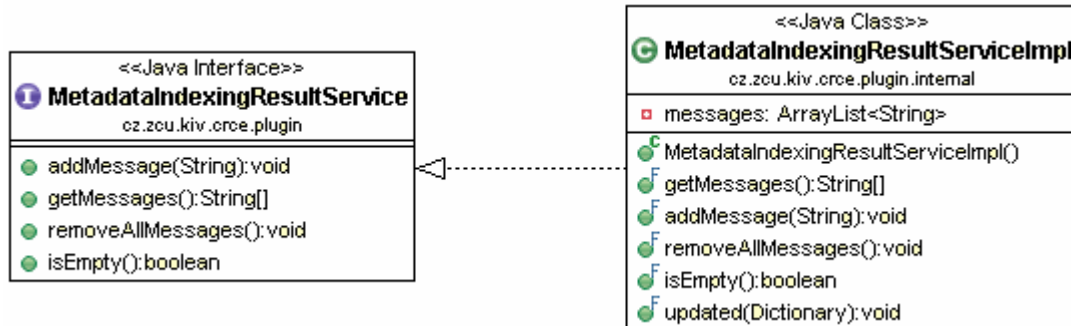 <<Java Interface>>
I MetadataIndexingResultService
cz.zcu.kiv.crce.plugin
addMessage(String):void
getMessages():String[]
removeAllMessages():void
isEmpty():boolean
<<Java Class>>
C MetadataIndexingResultServiceImpl
cz.zcu.kiv.crce.plugin.internal
messages: ArrayList<String>
C MetadataIndexingResultServiceImpl()
F getMessages():String[]
F addMessage(String):void
F removeAllMessages():void
F isEmpty():boolean
F updated(Dictionary):void